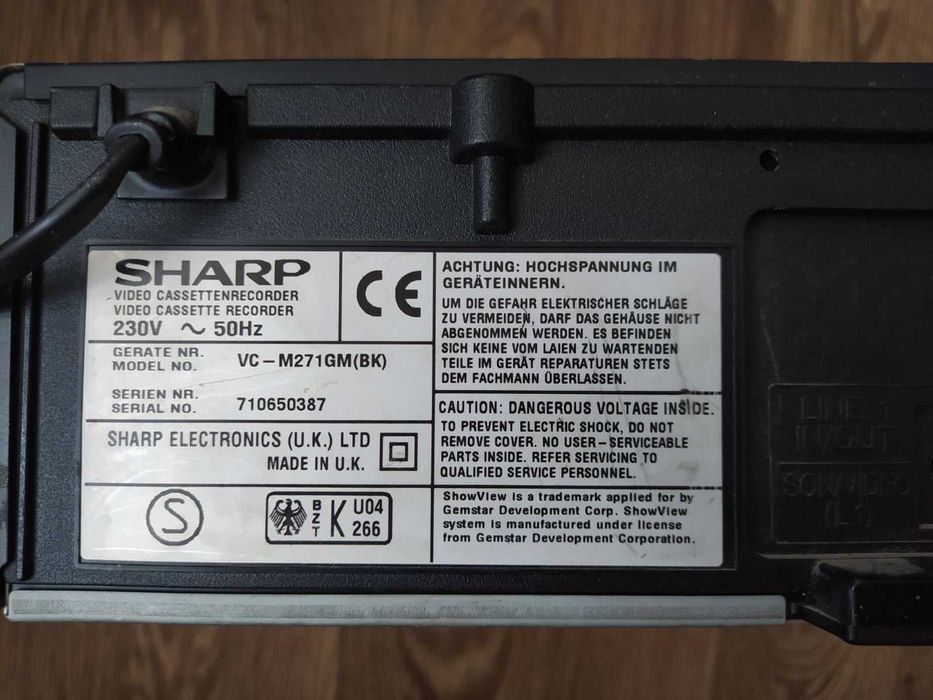 SHARP
VIDEO CASSETTENRECORDER
VIDEO CASSETTE RECORDER
230V ~ 50Hz
CE
GERATE NR.
MODEL NO.
VC-M271GM(BK)
SERIEN NR.
SERIAL NO.
710650387
SHARP ELECTRONICS (U.K.) LTD
MADE IN U.K.
S
BZT
K
U04
266
ACHTUNG: HOCHSPANNUNG IM
GERÄTEINNERN.
UM DIE GEFAHR ELEKTRISCHER SCHLÄGE
ZU VERMEIDEN, DARF DAS GEHÄUSE NICHT
ABGENOMMEN WERDEN. ES BEFINDEN
SICH KEINE VOM LAIEN ZU WARTENDEN
TEILE IM GERÄT REPARATUREN STETS
DEM FACHMANN ÜBERLASSEN.
CAUTION: DANGEROUS VOLTAGE INSIDE.
TO PREVENT ELECTRIC SHOCK, DO NOT
REMOVE COVER. NO USER-SERVICEABLE
PARTS INSIDE. REFER SERVICING TO
QUALIFIED SERVICE PERSONNEL.
ShowView is a trademark applied for by
Gemstar Development Corp. ShowView
system is manufactured under license
from Gemstar Development Corporation.
LINE 1
IN/OUT
(L 1)